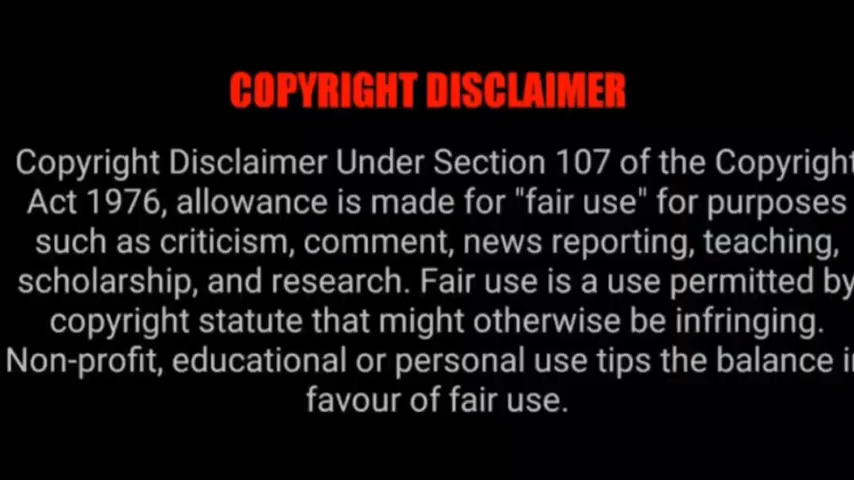 COPYRIGHT DISCLAIMER
Copyright Disclaimer Under Section 107 of the Copyright
Act 1976, allowance is made for "fair use" for purposes
such as criticism, comment, news reporting, teaching,
scholarship, and research. Fair use is a use permitted by
copyright statute that might otherwise be infringing.
Non-profit, educational or personal use tips the balance in
favour of fair use.